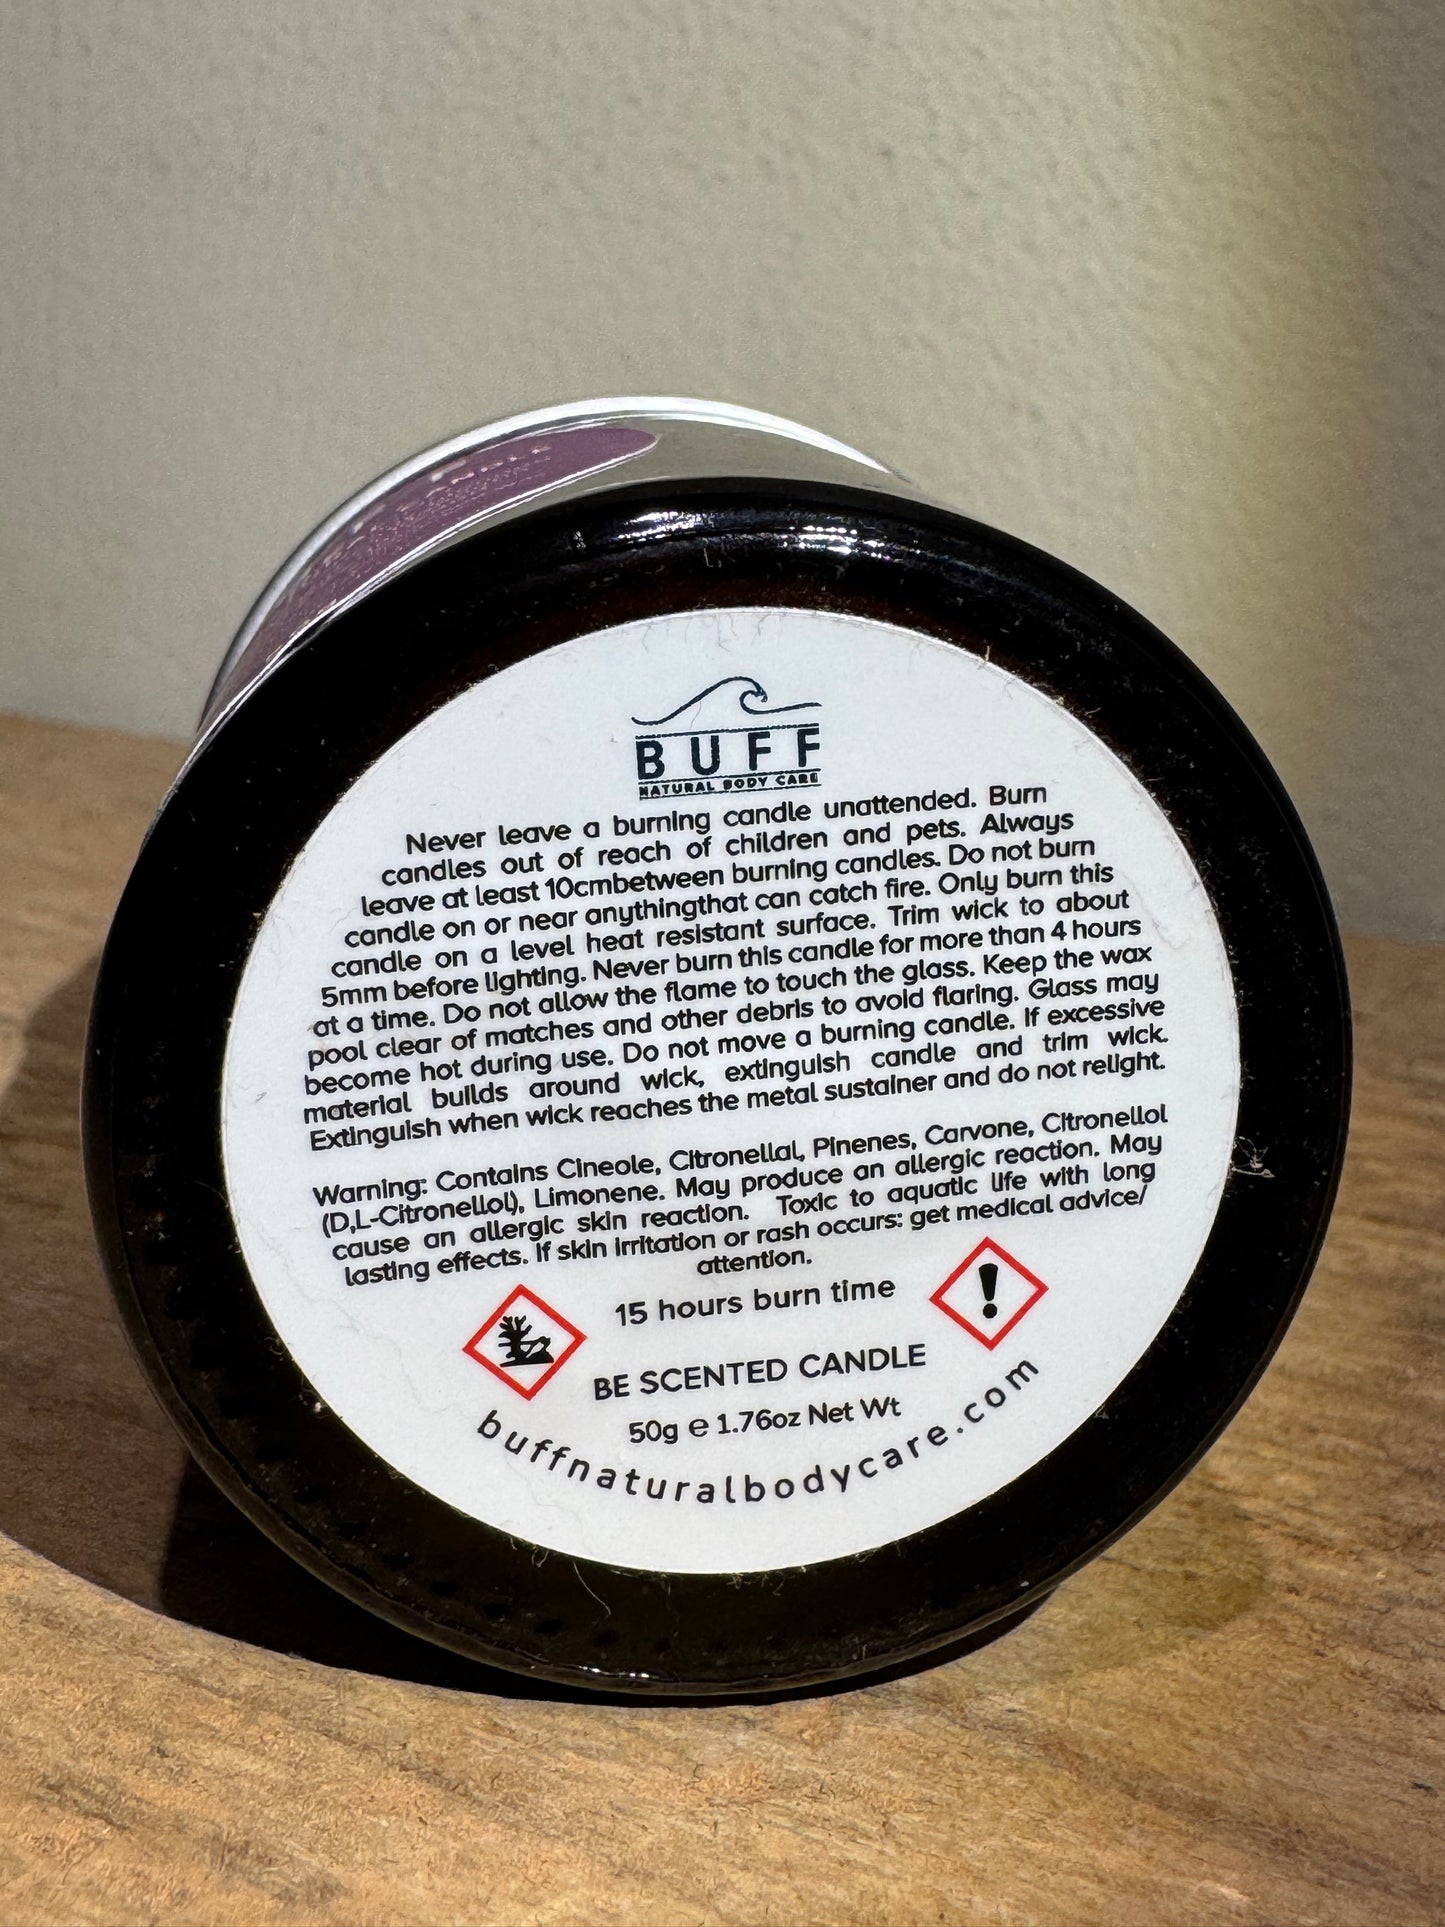 BUFF
NATURAL BODY CARE
Never leave a burning candle unattended. Burn
candles out of reach of children and pets. Always
leave at least 10cmbetween burning candles. Do not burn
candle on or near anythingthat can catch fire. Only burn this
candle on a level heat resistant surface. Trim wick to about
5mm before lighting. Never burn this candle for more than 4 hours
at a time. Do not allow the flame to touch the glass. Keep the wax
pool clear of matches and other debris to avoid flaring. Glass may
become hot during use. Do not move a burning candle. If excessive
material builds around wick, extinguish candle and trim wick.
Extinguish when wick reaches the metal sustainer and do not relight.
Warning: Contains Cineole, Citronellal, Pinenes, Carvone, Citronellol
(D,L-Citronellol), Limonene. May produce an allergic reaction. May
cause an allergic skin reaction. Toxic to aquatic life with long
lasting effects. If skin irritation or rash occurs: get medical advice/
attention.
15 hours burn time
BE SCENTED CANDLE
50g e 1.76oz Net Wt
buffnaturalbodycare.com